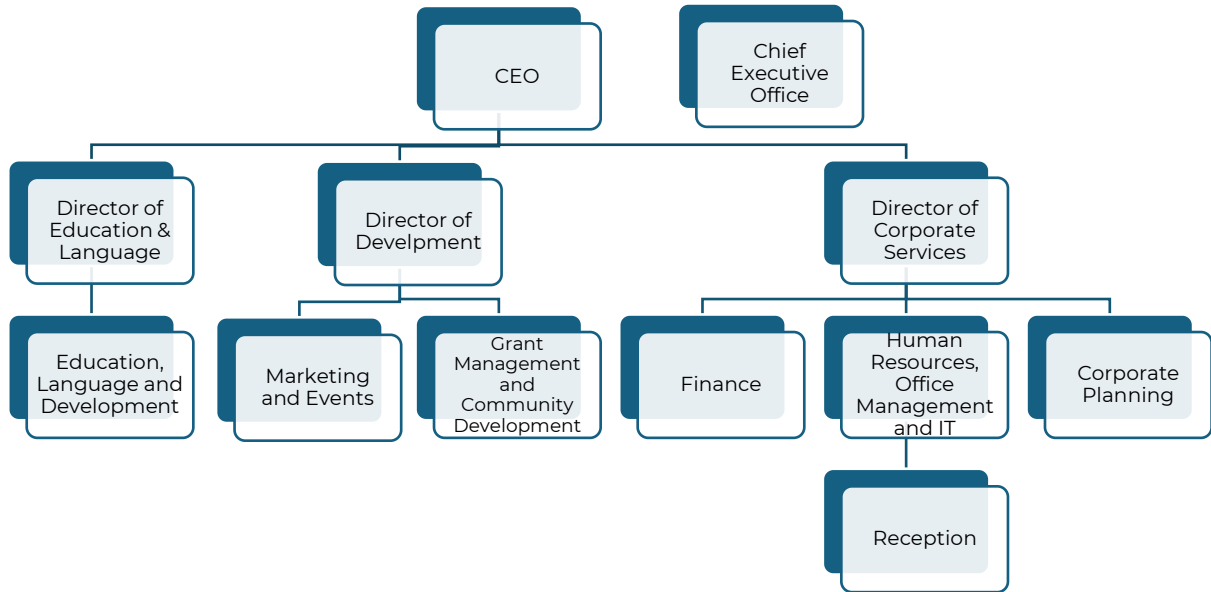 CEO
Chief
Executive
Office
Director of
Education &
Language
Director of
Develpment
Director of
Corporate
Services
Education,
Language and
Development
Marketing
and Events
Grant
Management
and
Community
Development
Finance
Human
Resources,
Office
Management
and IT
Corporate
Planning
Reception